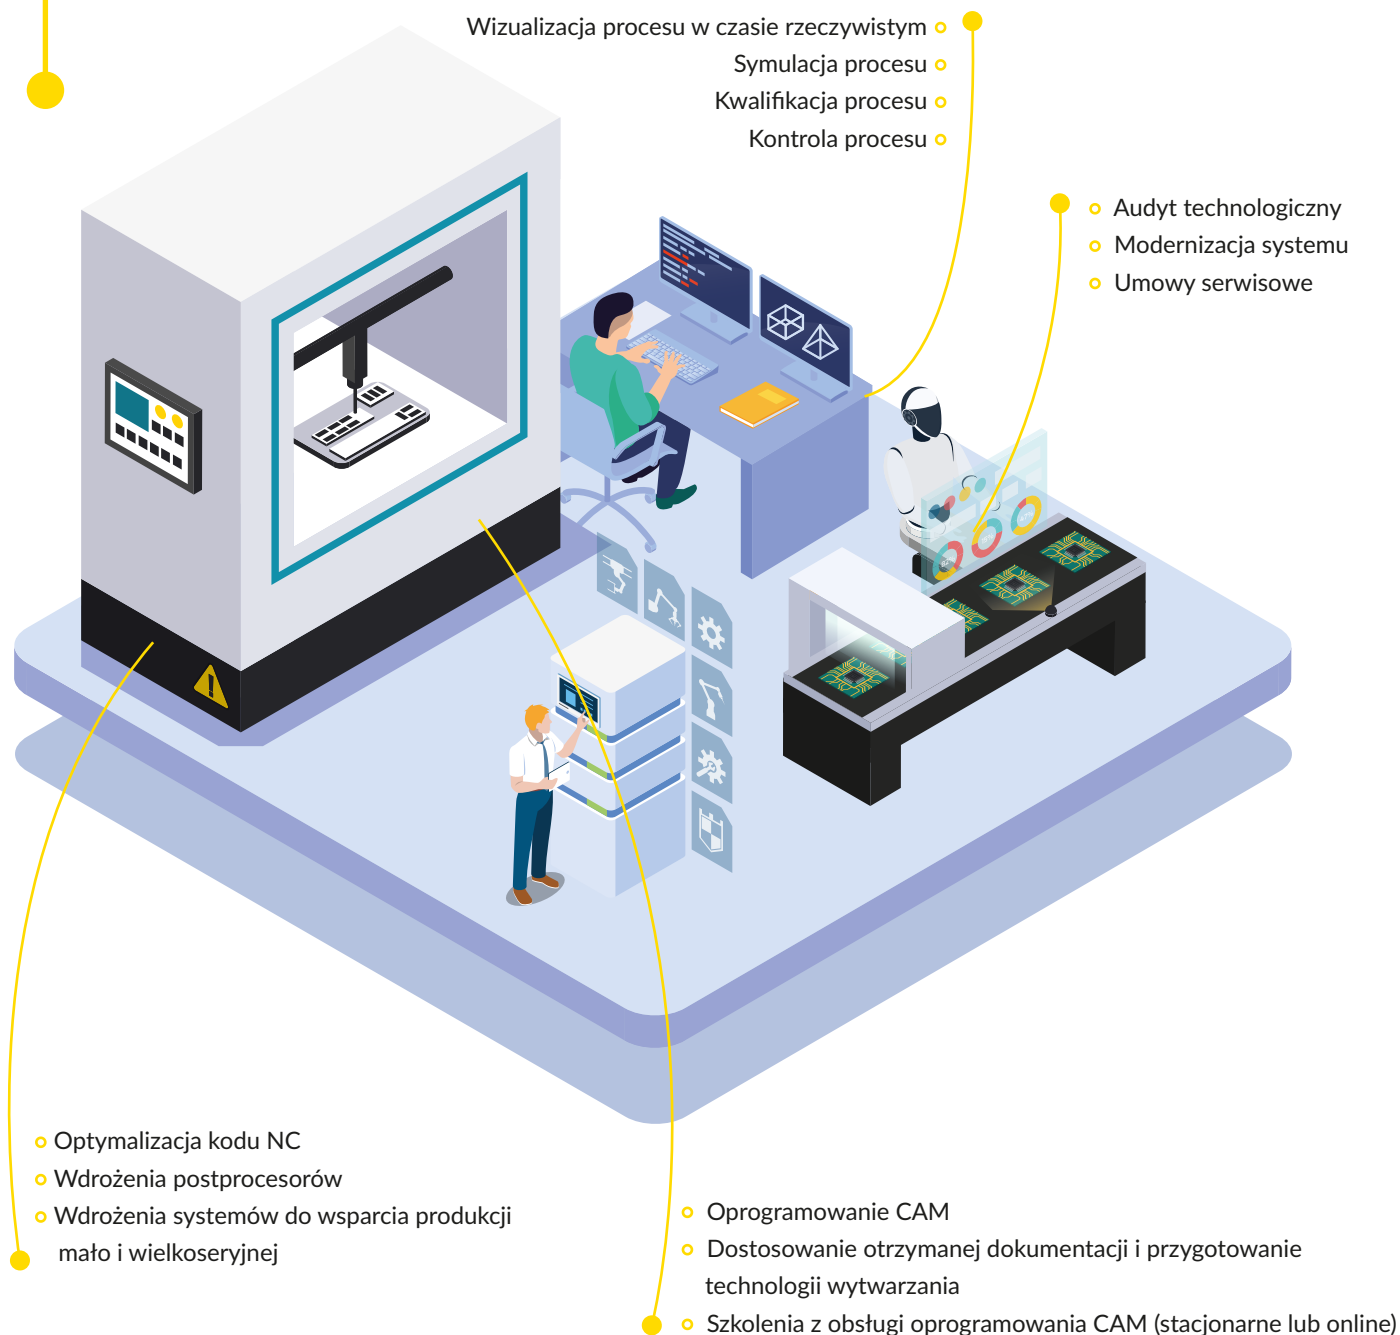 Wizualizacja procesu w czasie rzeczywistym
Symulacja procesu
Kwalifikacja procesu
Kontrola procesu
Audyt technologiczny
Modernizacja systemu
Umowy serwisowe
Optymalizacja kodu NC
Wdrożenia postprocesorów
Wdrożenia systemów do wsparcia produkcji
mało i wielkoseryjnej
Oprogramowanie CAM
Dostosowanie otrzymanej dokumentacji i przygotowanie
technologii wytwarzania
Szkolenia z obsługi oprogramowania CAM (stacjonarne lub online)